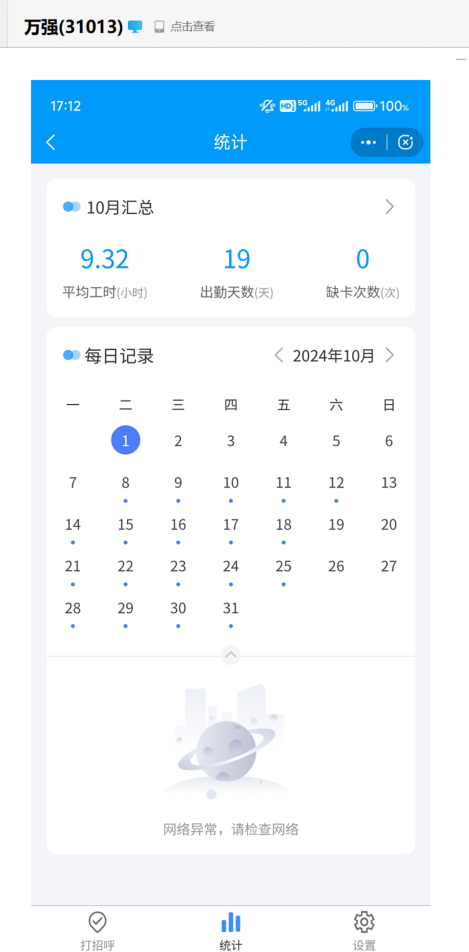 万强(31013) 点击查看
17:12 HD2 5G 4G 100%
统计
10月汇总
9.32 19 0
平均工时(小时) 出勤天数(天) 缺卡次数(次)
每日记录 2024年10月
一 二 三 四 五 六 日
1 2 3 4 5 6
7 8 9 10 11 12 13
14 15 16 17 18 19 20
21 22 23 24 25 26 27
28 29 30 31
网络异常，请检查网络
打招呼 统计 设置